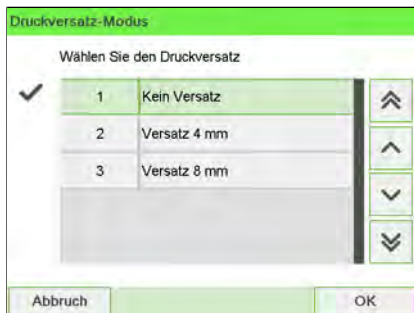 Druckversatz-Modus
Wählen Sie den Druckversatz
1 Kein Versatz
2 Versatz 4 mm
3 Versatz 8 mm
Abbruch OK